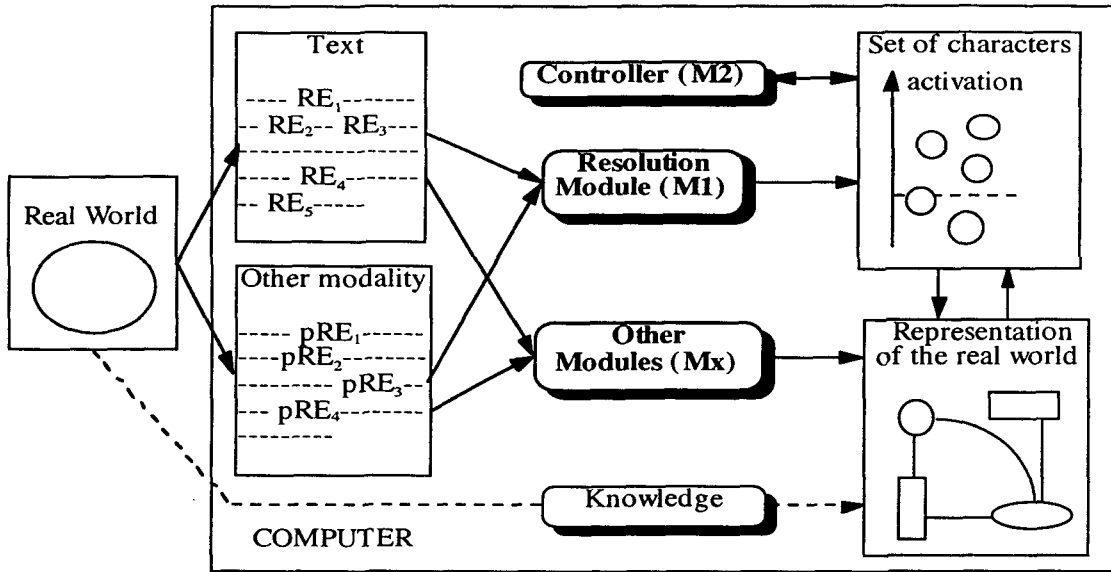 Text
---- RE₁--------
---RE₂-- RE₃----
------------------
------RE₄------
--RE₅-----
Other modality
-----pRE₁-----
---pRE₂-------
--------pRE₃--
---pRE₄-------
----------
Real World
Controller (M2)
Resolution
Module (M1)
Other
Modules (Mx)
Knowledge
COMPUTER
Set of characters
activation
Representation
of the real world